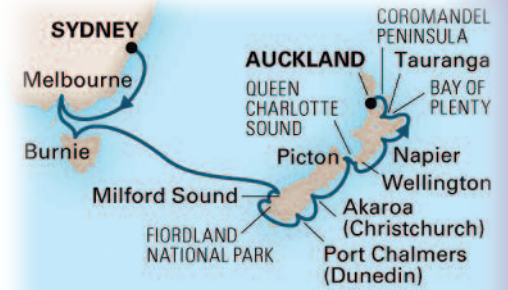 SYDNEY
Melbourne
Burnie
Milford Sound
FIORDLAND
NATIONAL PARK
Port Chalmers
(Dunedin)
Akaroa
(Christchurch)
Picton
QUEEN
CHARLOTTE
SOUND
Wellington
Napier
AUCKLAND
COROMANDEL
PENINSULA
Tauranga
BAY OF
PLENTY